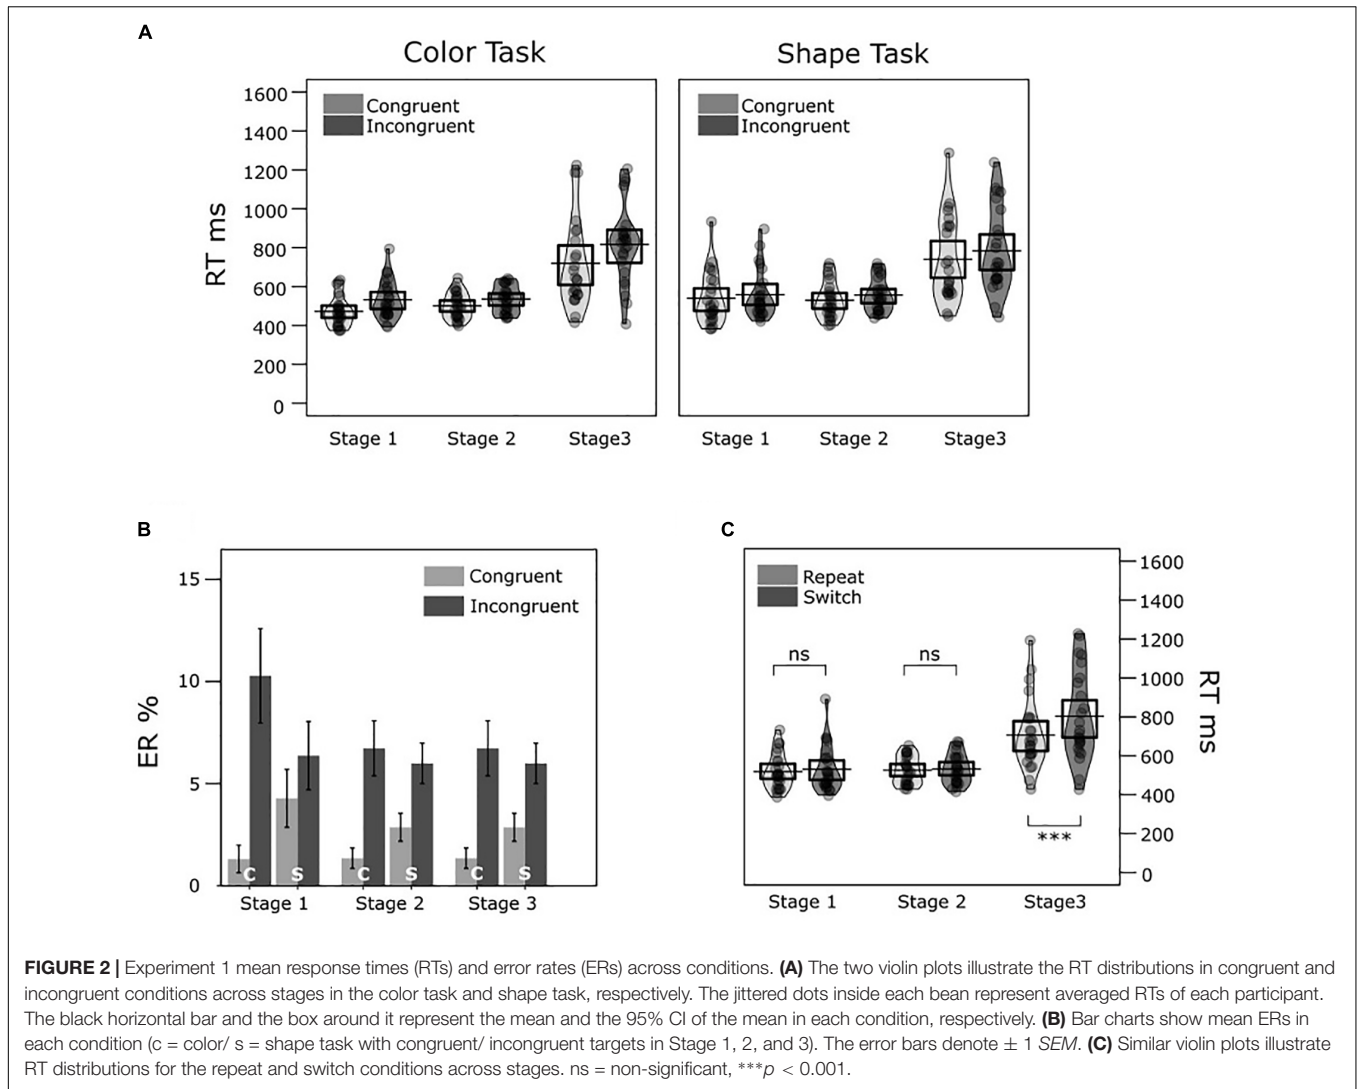 A
Color Task
Shape Task
RT ms
1600
1400
1200
1000
800
600
400
200
0
Congruent
Incongruent
Congruent
Incongruent
Stage 1
Stage 2
Stage3
Stage 1
Stage 2
Stage3
B
ER %
15
10
5
0
Congruent
Incongruent
C
S
C
S
C
S
Stage 1
Stage 2
Stage 3
C
Repeat
Switch
ns
ns
***
1600
1400
1200
1000
800
600
400
200
0
RT ms
Stage 1
Stage 2
Stage3
FIGURE 2 | Experiment 1 mean response times (RTs) and error rates (ERs) across conditions. (A) The two violin plots illustrate the RT distributions in congruent and
incongruent conditions across stages in the color task and shape task, respectively. The jittered dots inside each bean represent averaged RTs of each participant.
The black horizontal bar and the box around it represent the mean and the 95% CI of the mean in each condition, respectively. (B) Bar charts show mean ERs in
each condition (c = color/ s = shape task with congruent/ incongruent targets in Stage 1, 2, and 3). The error bars denote ± 1 SEM. (C) Similar violin plots illustrate
RT distributions for the repeat and switch conditions across stages. ns = non-significant, ***p < 0.001.